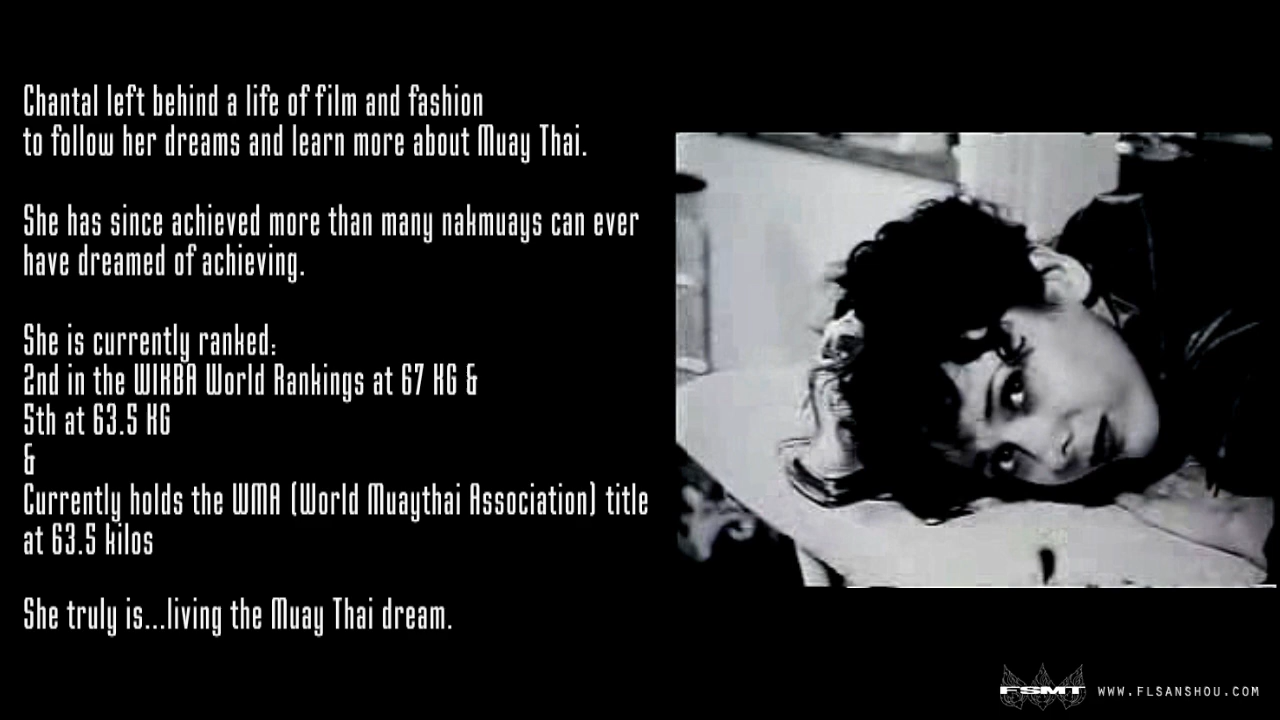 Chantal left behind a life of film and fashion
to follow her dreams and learn more about Muay Thai.
She has since achieved more than many nakmuays can ever
have dreamed of achieving.
She is currently ranked:
2nd in the WIKBA World Rankings at 67 KG &
5th at 63.5 KG
&
Currently holds the WMA (World Muaythai Association) title
at 63.5 kilos
She truly is...living the Muay Thai dream.
FSMT WWW.FLSANSHOU.COM